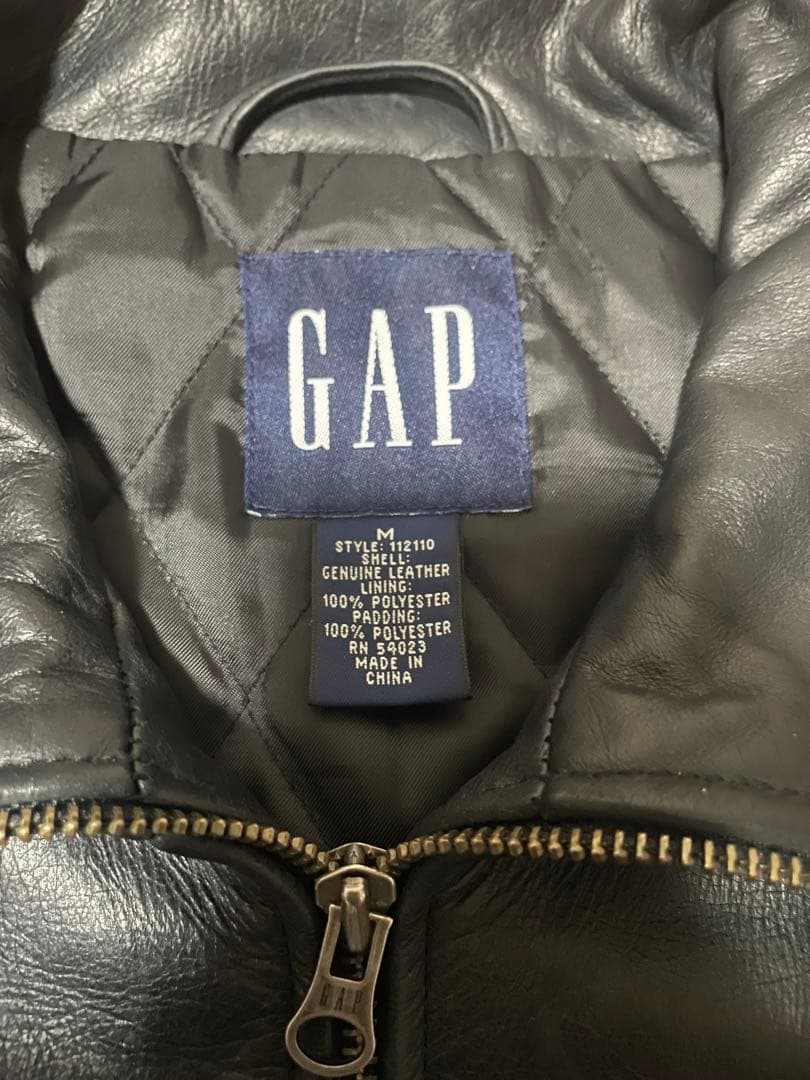 GAP
M
STYLE: 112110
SHELL:
GENUINE LEATHER
LINING:
100% POLYESTER
PADDING:
100% POLYESTER
RN 54023
MADE IN
CHINA
GAP